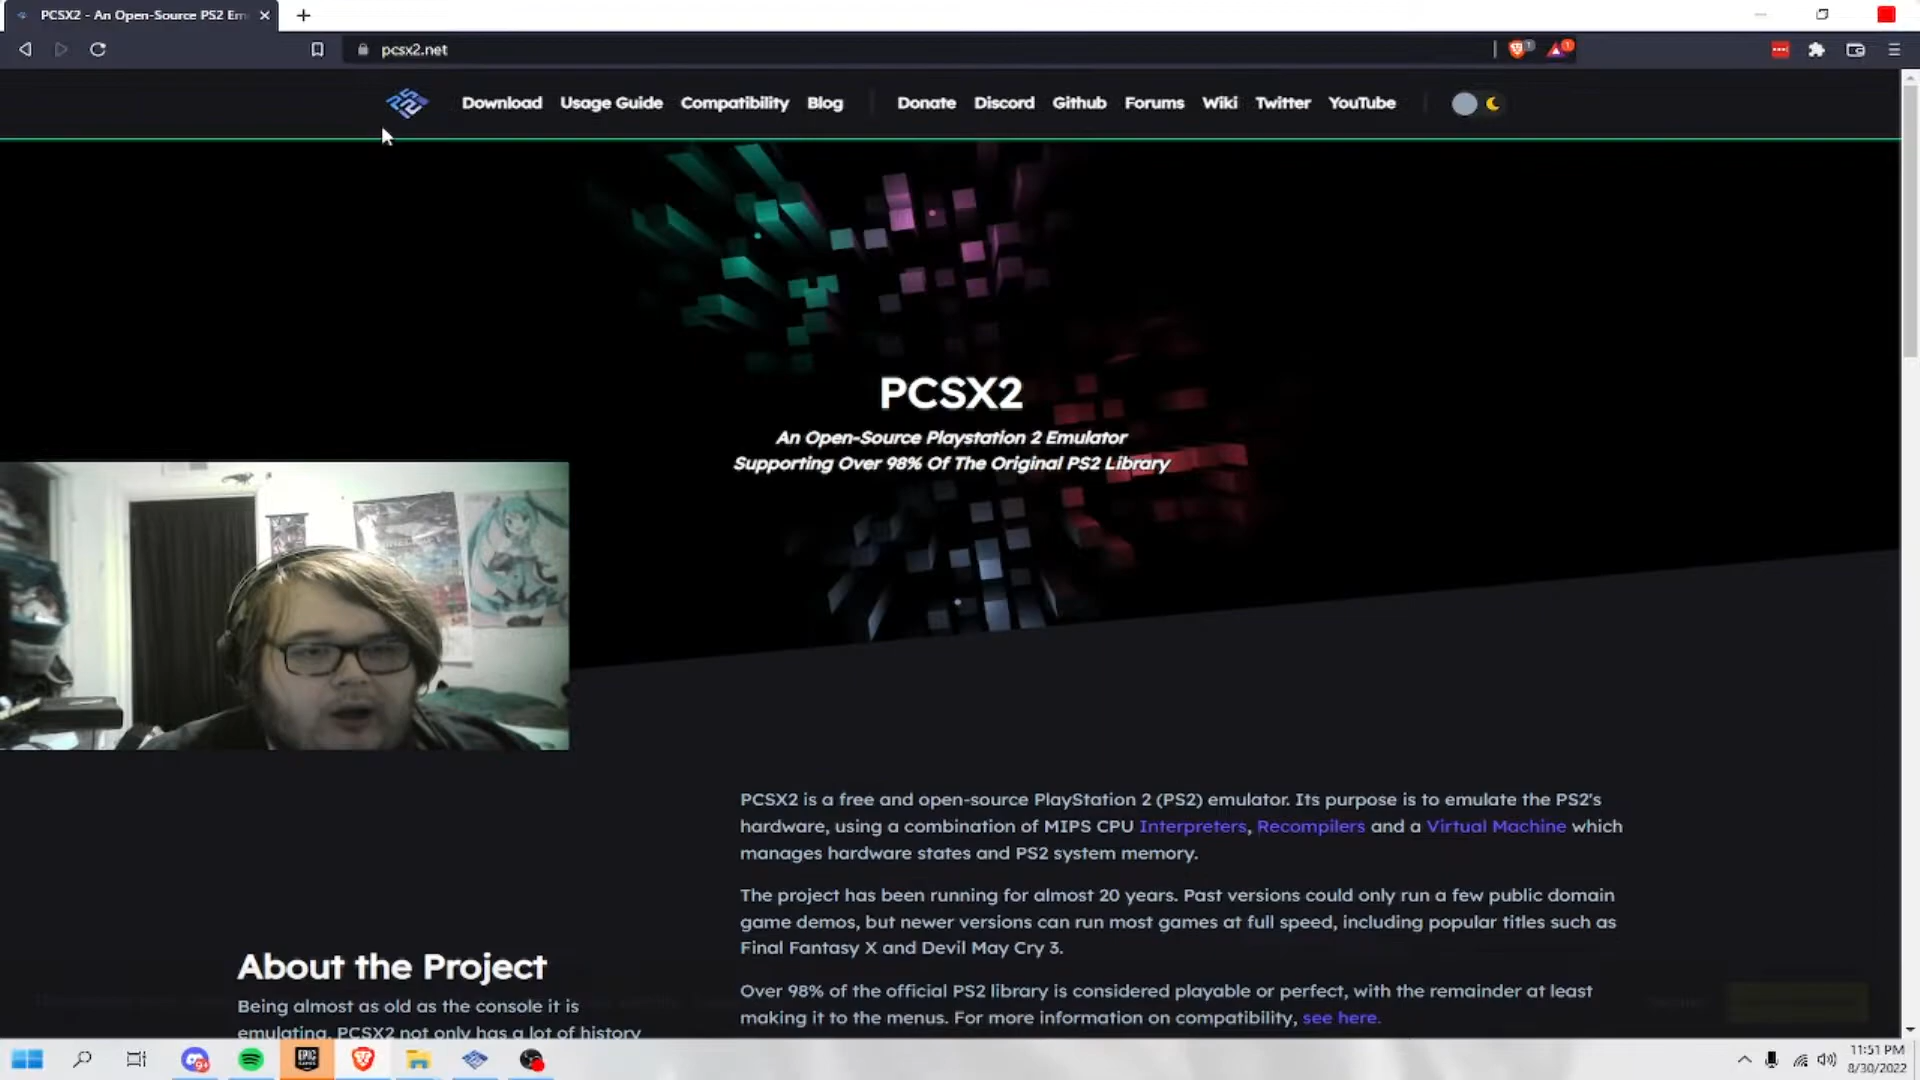 PCSX2 - An Open-Source PS2 Em
pcsx2.net
Download Usage Guide Compatibility Blog Donate Discord Github Forums Wiki Twitter YouTube
PCSX2
An Open-Source Playstation 2 Emulator
Supporting Over 98% Of The Original PS2 Library
PCSX2 is a free and open-source PlayStation 2 (PS2) emulator. Its purpose is to emulate the PS2's
hardware, using a combination of MIPS CPU Interpreters, Recompilers and a Virtual Machine which
manages hardware states and PS2 system memory.
The project has been running for almost 20 years. Past versions could only run a few public domain
game demos, but newer versions can run most games at full speed, including popular titles such as
Final Fantasy X and Devil May Cry 3.
About the Project
Being almost as old as the console it is
emulating, PCSX2 not only has a lot of history
Over 98% of the official PS2 library is considered playable or perfect, with the remainder at least
making it to the menus. For more information on compatibility, see here.
9+
EPIC
GAMES
11:51 PM
8/30/2022